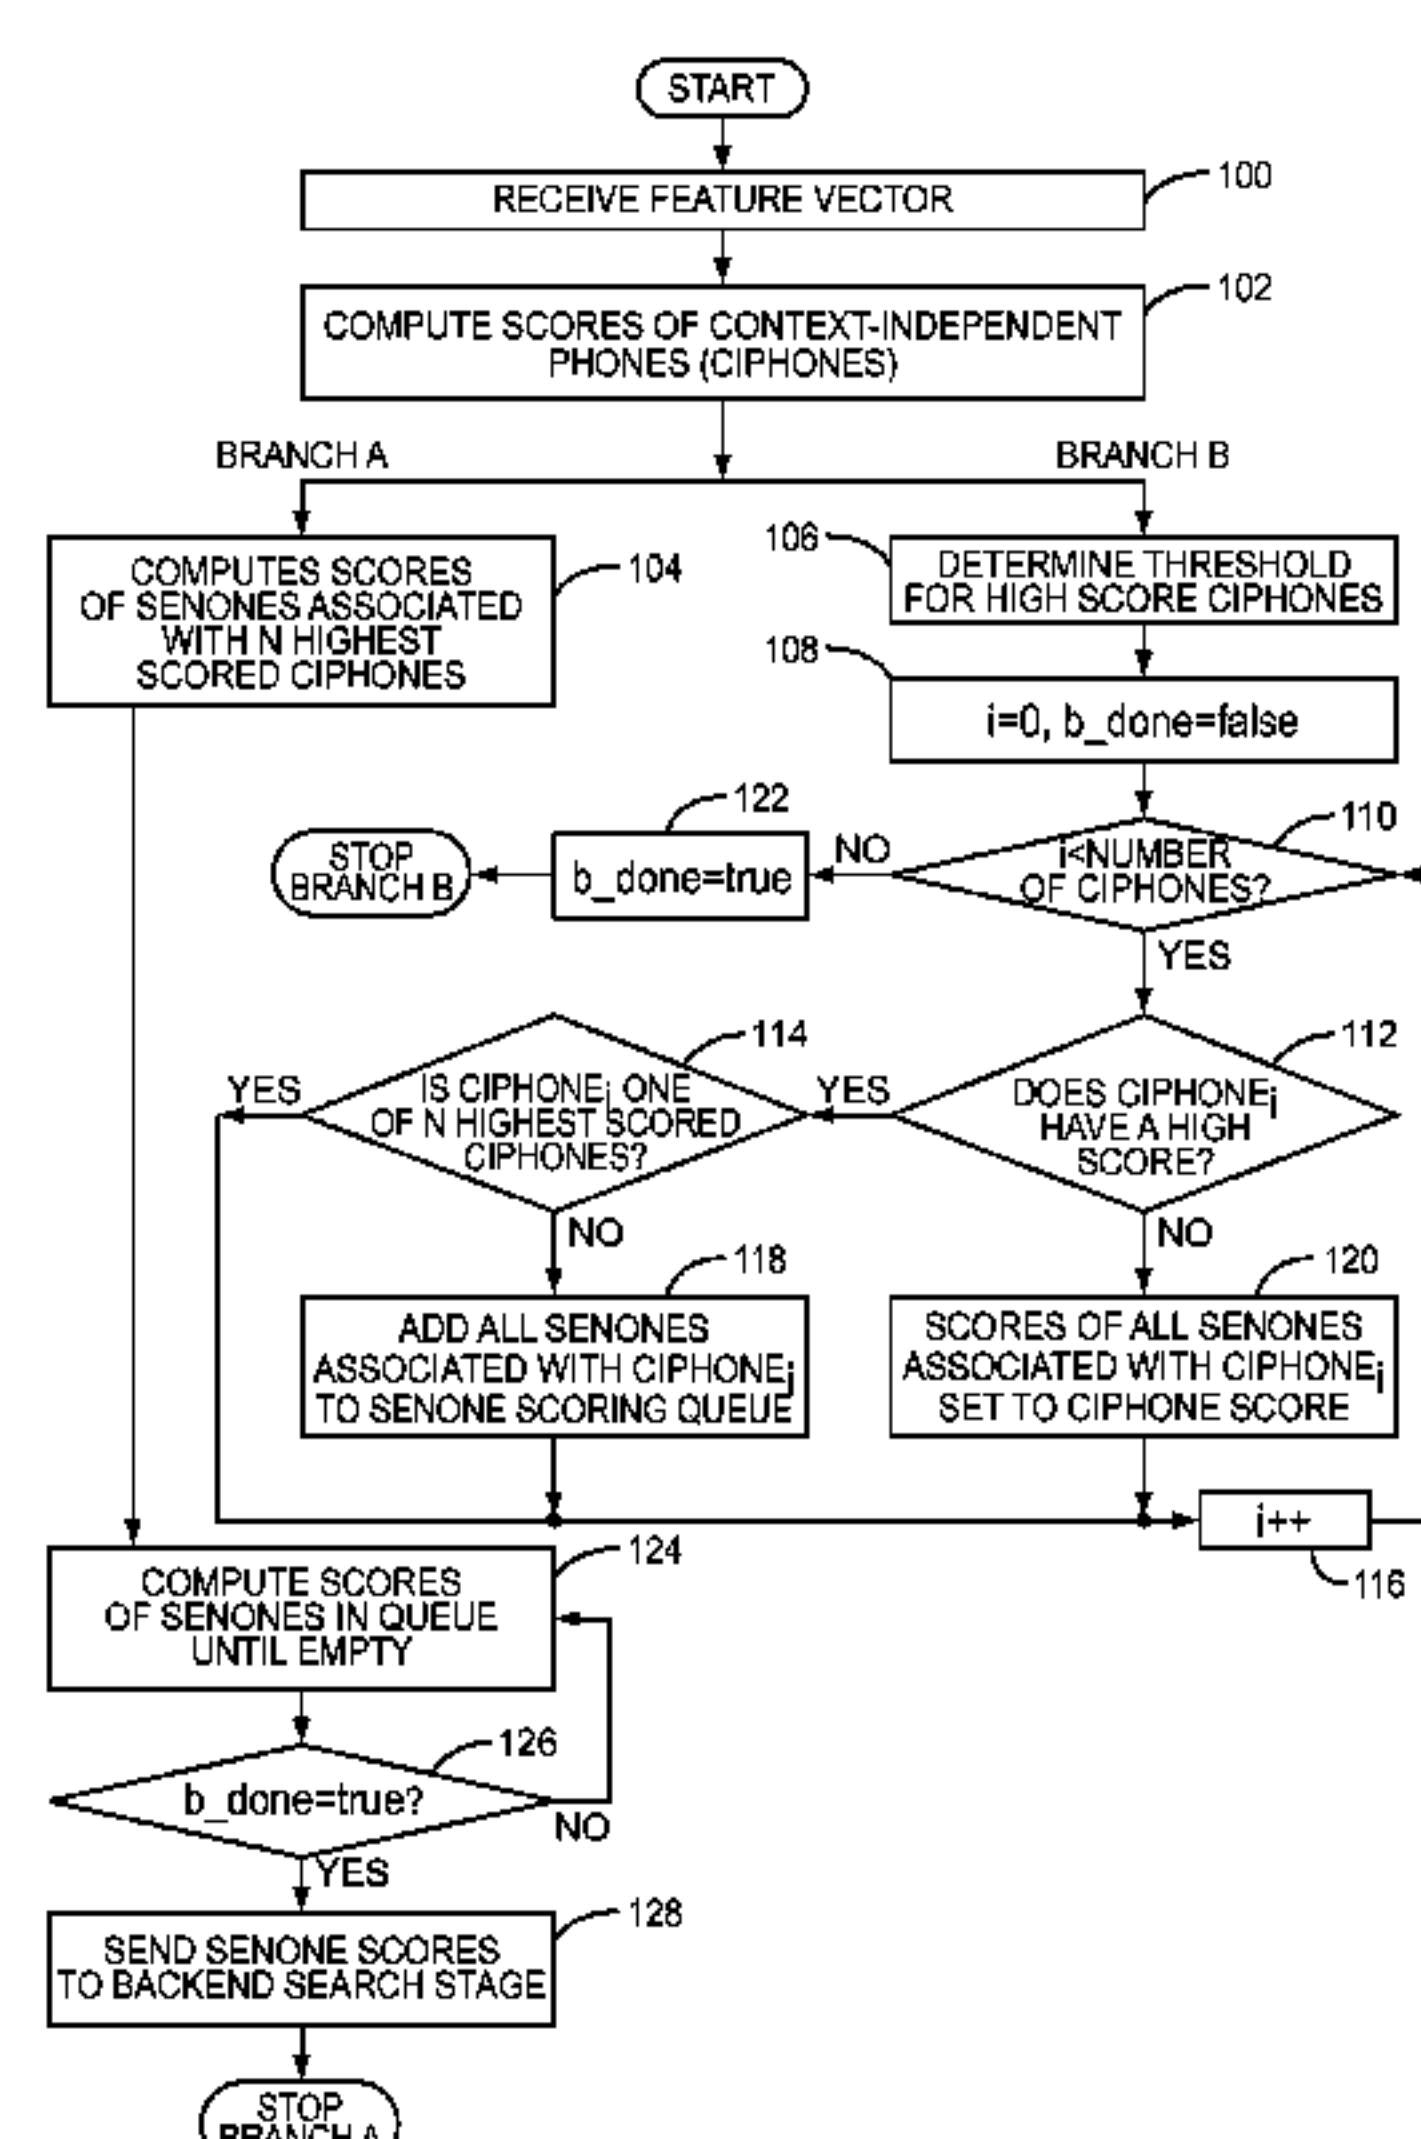 START
RECEIVE FEATURE VECTOR
100
COMPUTE SCORES OF CONTEXT-INDEPENDENT
PHONES (CIPHONES)
102
BRANCH A
BRANCH B
COMPUTES SCORES
OF SENONES ASSOCIATED
WITH N HIGHEST
SCORED CIPHONES
104
106
DETERMINE THRESHOLD
FOR HIGH SCORE CIPHONES
108
i=0, b_done=false
STOP
BRANCH B
b_done=true
122
NO
i<NUMBER
OF CIPHONES?
110
YES
YES
IS CIPHONEi ONE
OF N HIGHEST SCORED
CIPHONES?
114
YES
DOES CIPHONEi
HAVE A HIGH
SCORE?
112
NO
NO
ADD ALL SENONES
ASSOCIATED WITH CIPHONEi
TO SENONE SCORING QUEUE
118
SCORES OF ALL SENONES
ASSOCIATED WITH CIPHONEi
SET TO CIPHONE SCORE
120
i++
116
COMPUTE SCORES
OF SENONES IN QUEUE
UNTIL EMPTY
124
b_done=true?
126
NO
YES
SEND SENONE SCORES
TO BACKEND SEARCH STAGE
128
STOP
BRANCH A